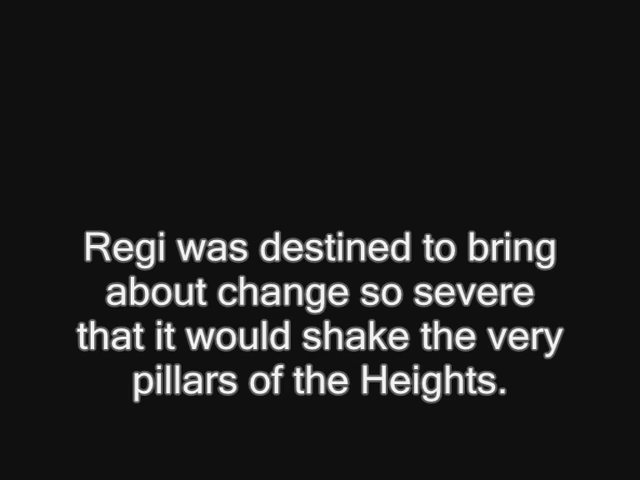 Regi was destined to bring
about change so severe
that it would shake the very
pillars of the Heights.